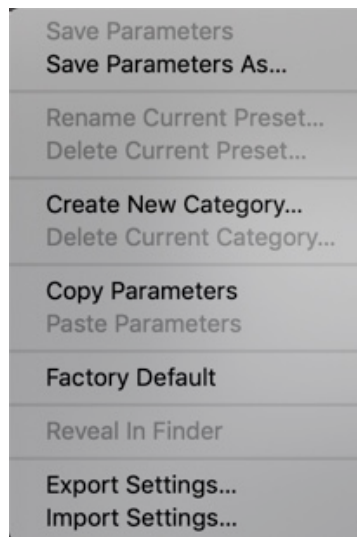 Save Parameters
Save Parameters As...
Rename Current Preset...
Delete Current Preset...
Create New Category...
Delete Current Category...
Copy Parameters
Paste Parameters
Factory Default
Reveal In Finder
Export Settings...
Import Settings...